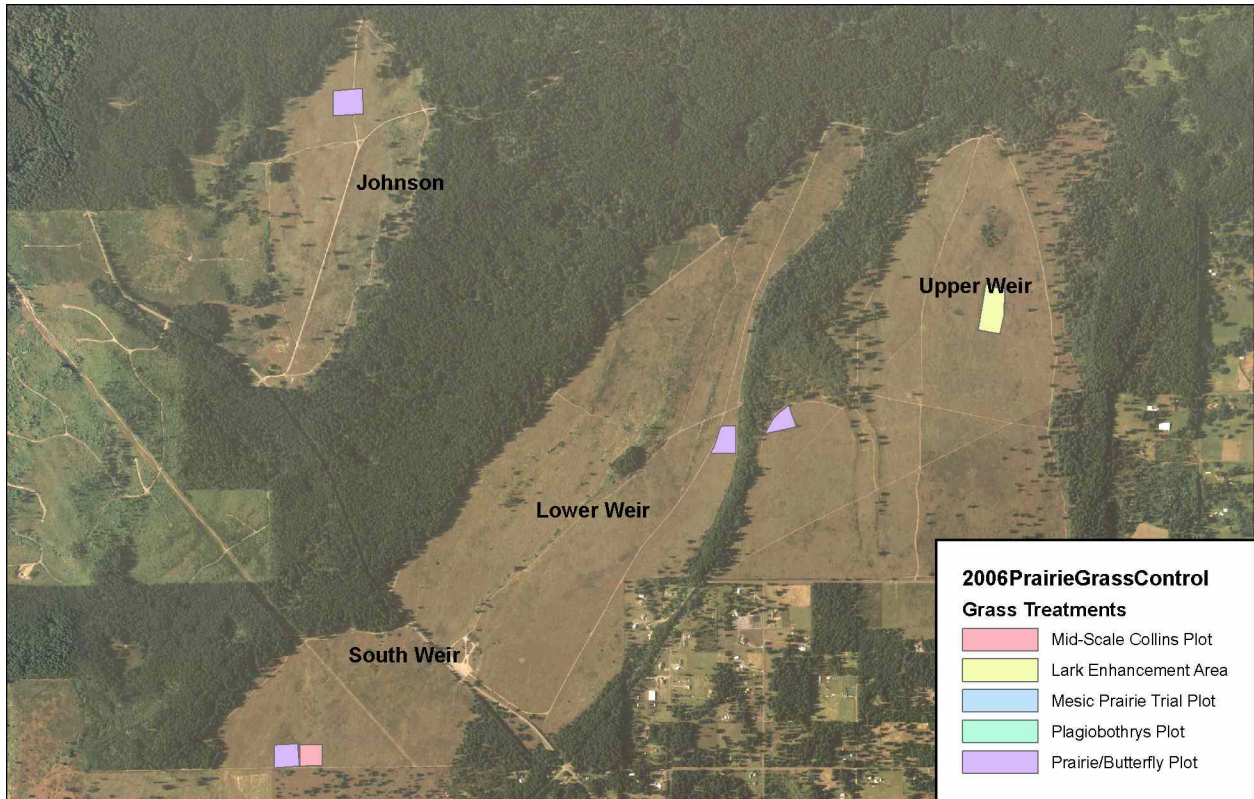 Johnson
Upper Weir
Lower Weir
South Weir
2006PrairieGrassControl
Grass Treatments
Mid-Scale Collins Plot
Lark Enhancement Area
Mesic Prairie Trial Plot
Plagiobothrys Plot
Prairie/Butterfly Plot